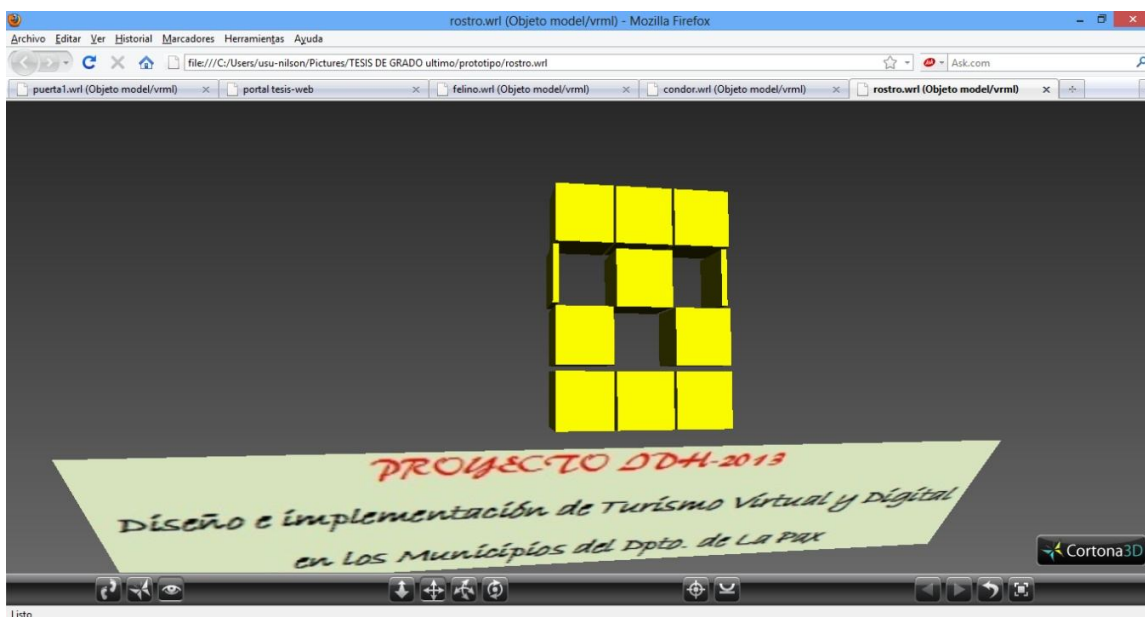 rostro.wrl (Objeto model/vrml) - Mozilla Firefox
Archivo Editar Ver Historial Marcadores Herramientas Ayuda
file:///C:/Users/usu-nilson/Pictures/TESIS DE GRADO ultimo/prototipo/rostro.wrl
Ask.com
puerta1.wrl (Objeto model/vrml)
portal tesis-web
felino.wrl (Objeto model/vrml)
condor.wrl (Objeto model/vrml)
rostro.wrl (Objeto model/vrml)
PROYECTO IDH-2013
Diseño e implementación de Turísmo Virtual y Digital
en Los Municipios del Dpto. de La Pax
Cortona3D
Listo